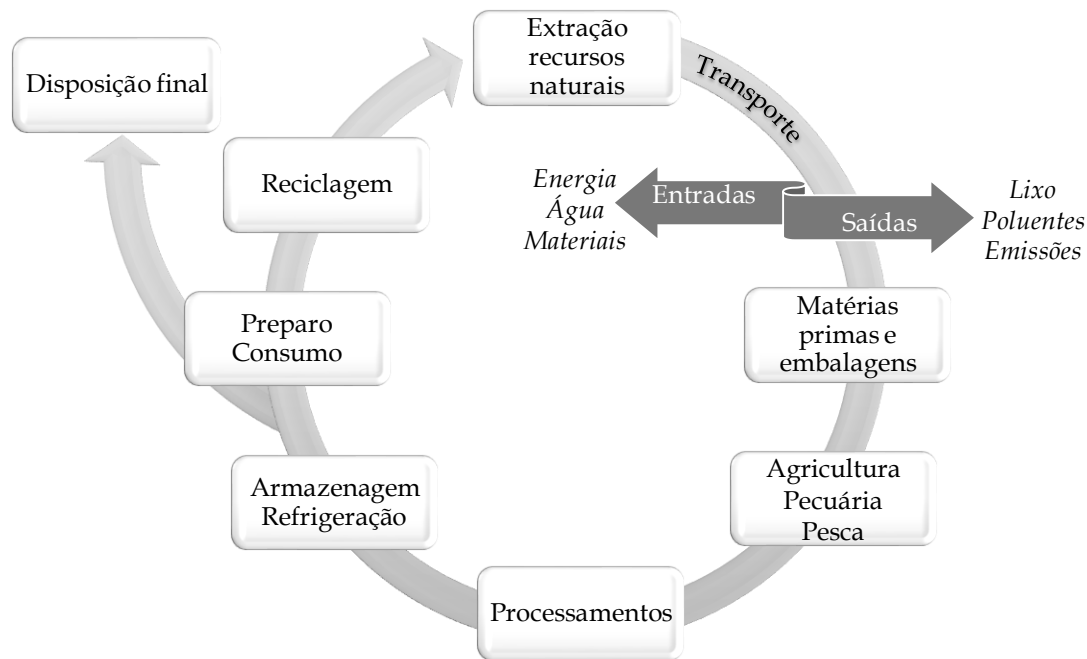 Extração
recursos
naturais
Transporte
Disposição final
Reciclagem
Energia
Água
Materiais
Entradas
Saídas
Lixo
Poluentes
Emissões
Preparo
Consumo
Matérias
primas e
embalagens
Armazenagem
Refrigeração
Agricultura
Pecuária
Pesca
Processamentos